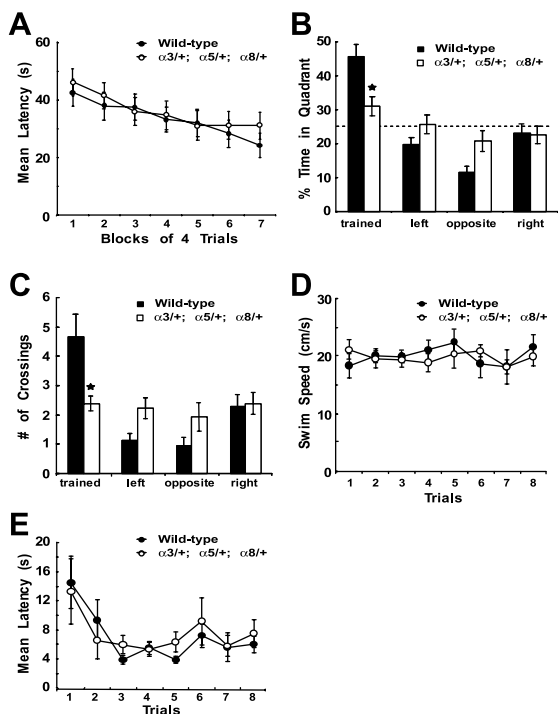 A
Wild-type
α3/+; α5/+; α8/+
Mean Latency (s)
60
40
20
0
1 2 3 4 5 6 7
Blocks of 4 Trials
B
Wild-type
α3/+; α5/+; α8/+
% Time in Quadrant
50
40
30
20
10
0
trained left opposite right
C
Wild-type
α3/+; α5/+; α8/+
# of Crossings
6
5
4
3
2
1
0
trained left opposite right
D
Wild-type
α3/+; α5/+; α8/+
Swim Speed (cm/s)
30
20
10
0
1 2 3 4 5 6 7 8
Trials
E
Wild-type
α3/+; α5/+; α8/+
Mean Latency (s)
20
16
12
8
4
0
1 2 3 4 5 6 7 8
Trials